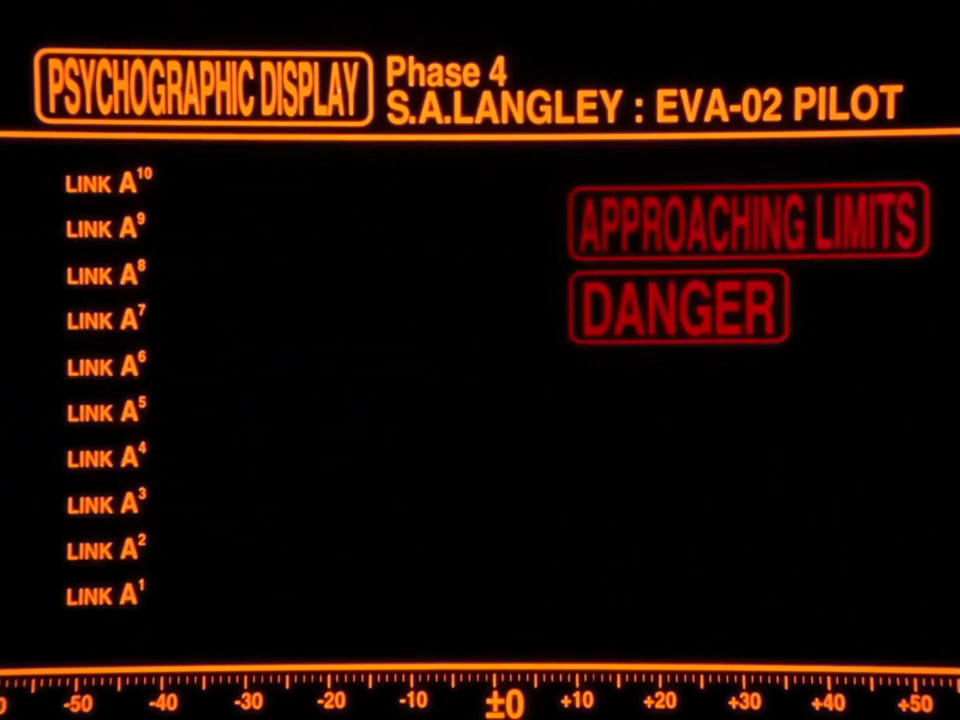 PSYCHOGRAPHIC DISPLAY
Phase 4
S.A.LANGLEY : EVA-02 PILOT
LINK A¹⁰
APPROACHING LIMITS
LINK A⁹
LINK A⁸
DANGER
LINK A⁷
LINK A⁶
LINK A⁵
LINK A⁴
LINK A³
LINK A²
LINK A¹
0 -50 -40 -30 -20 -10 ±0 +10 +20 +30 +40 +50